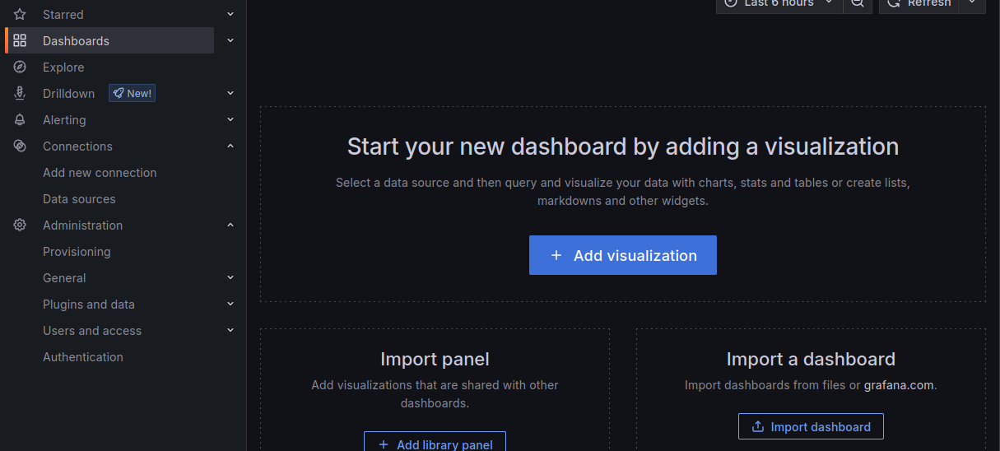 Starred
Dashboards
Explore
Drilldown New!
Alerting
Connections
Add new connection
Data sources
Administration
Provisioning
General
Plugins and data
Users and access
Authentication
Last 6 hours
Refresh
Start your new dashboard by adding a visualization
Select a data source and then query and visualize your data with charts, stats and tables or create lists,
markdowns and other widgets.
Add visualization
Import panel
Add visualizations that are shared with other
dashboards.
Add library panel
Import a dashboard
Import dashboards from files or grafana.com.
Import dashboard